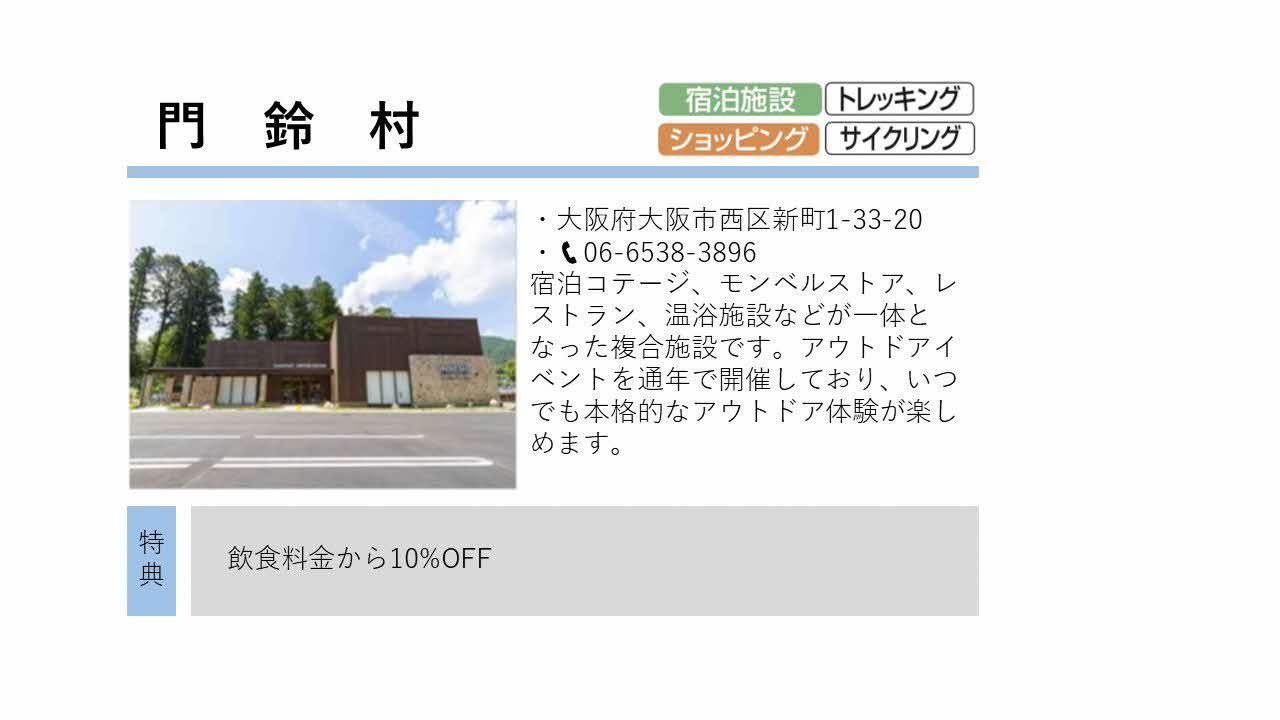 門 鈴 村
宿泊施設
トレッキング
ショッピング
サイクリング
・大阪府大阪市西区新町1-33-20
・📞06-6538-3896
宿泊コテージ、モンベルストア、レ
ストラン、温浴施設などが一体と
なった複合施設です。アウトドアイ
ベントを通年で開催しており、いつ
でも本格的なアウトドア体験が楽し
めます。
特典
飲食料金から10%OFF